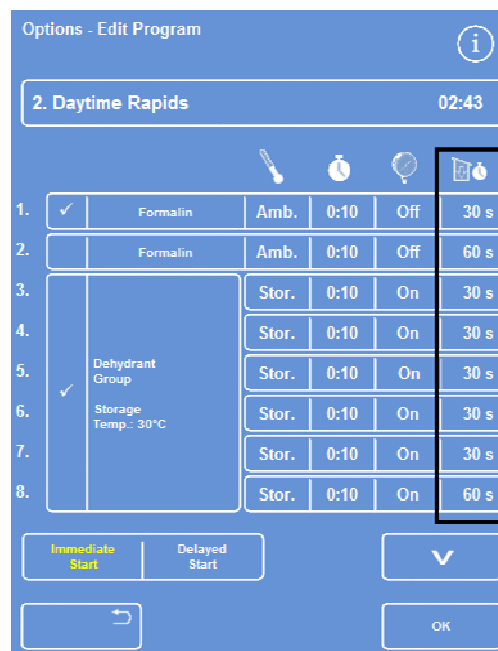 Options - Edit Program
i
2. Daytime Rapids 02:43
1. ✓ Formalin Amb. 0:10 Off 30 s
2. Formalin Amb. 0:10 Off 60 s
3. Stor. 0:10 On 30 s
4. Stor. 0:10 On 30 s
Dehydrant
5. Stor. 0:10 On 30 s
Group
✓
6. Storage Stor. 0:10 On 30 s
Temp.: 30°C
7. Stor. 0:10 On 30 s
8. Stor. 0:10 On 60 s
Immediate Delayed
Start Start
OK